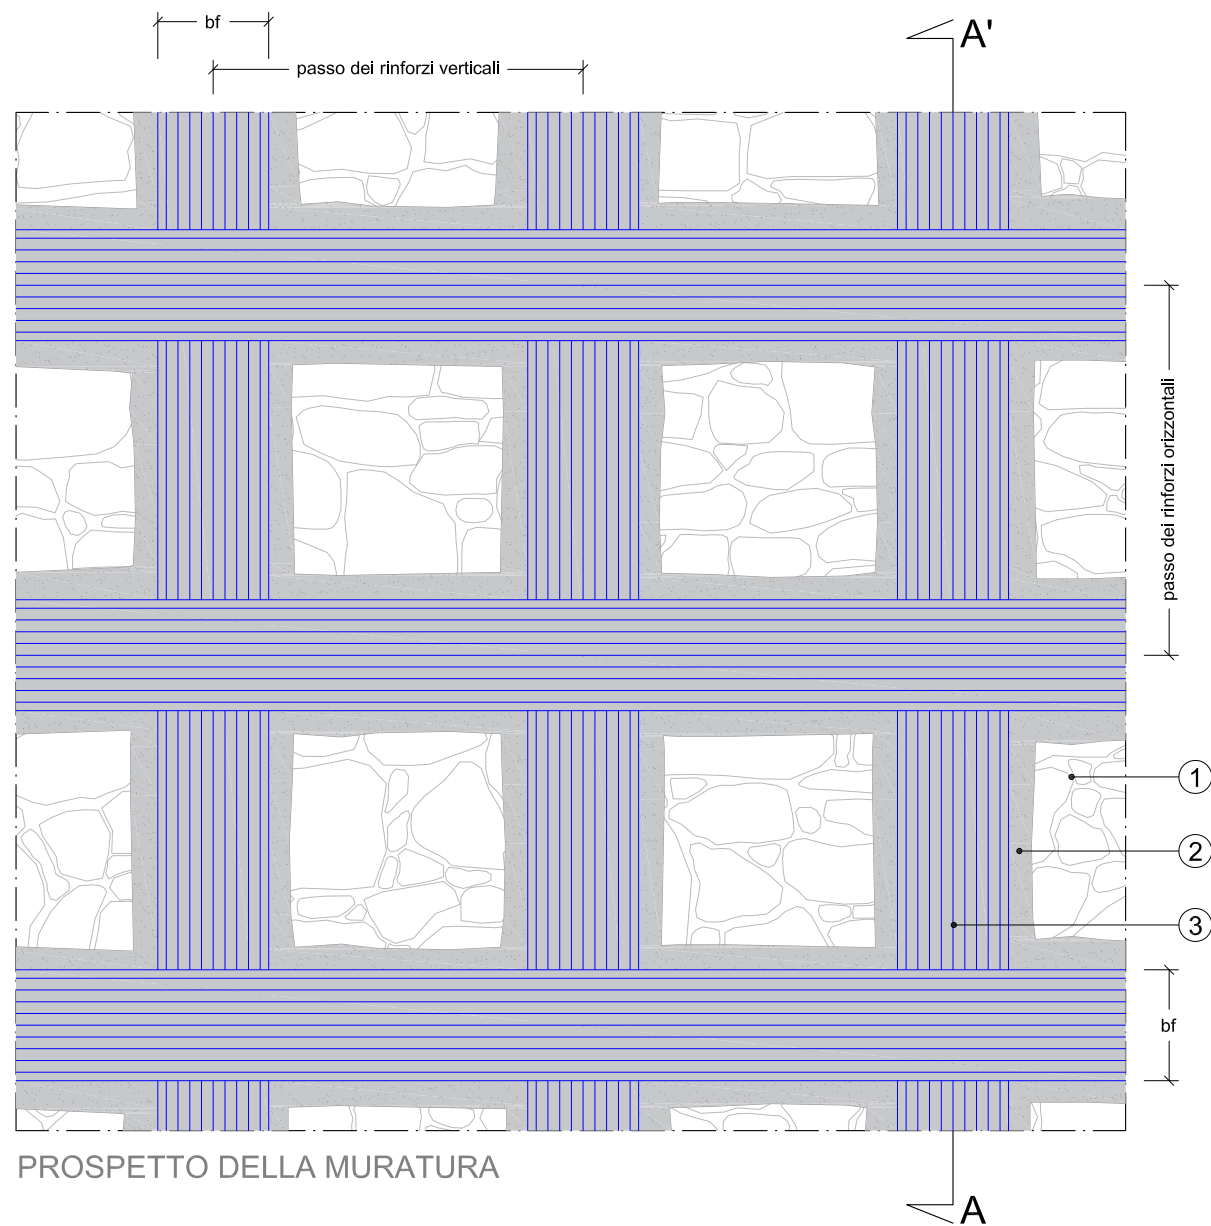 bf
A'
passo dei rinforzi verticali
passo dei rinforzi orizzontali
1
2
3
bf
PROSPETTO DELLA MURATURA
A